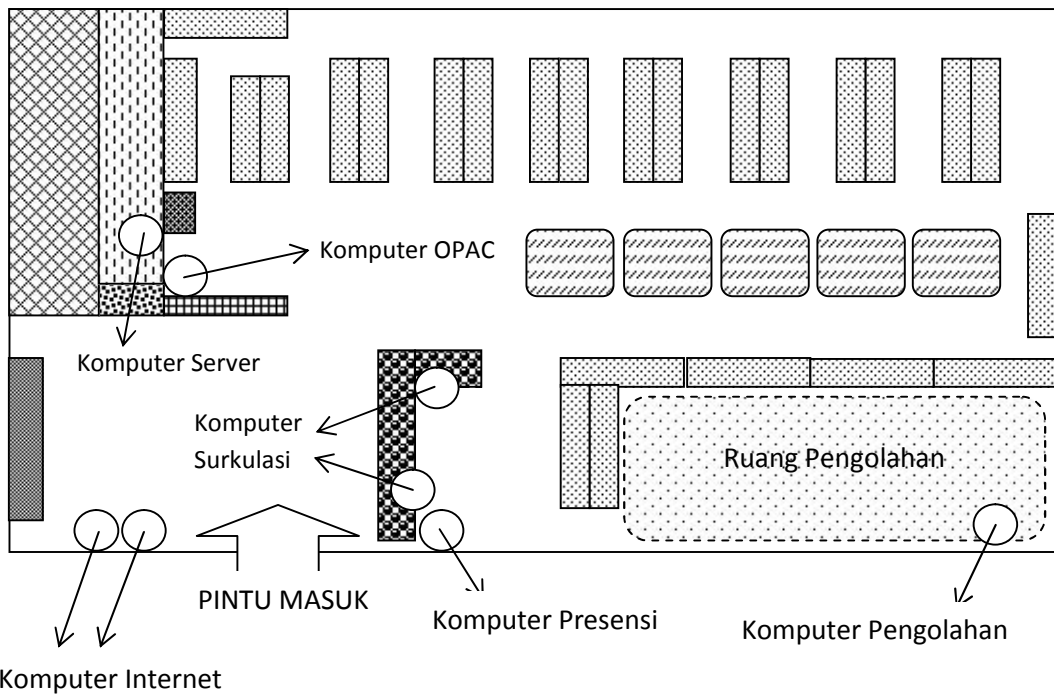 Komputer OPAC
Komputer Server
Komputer
Surkulasi
Ruang Pengolahan
PINTU MASUK
Komputer Presensi
Komputer Pengolahan
Komputer Internet